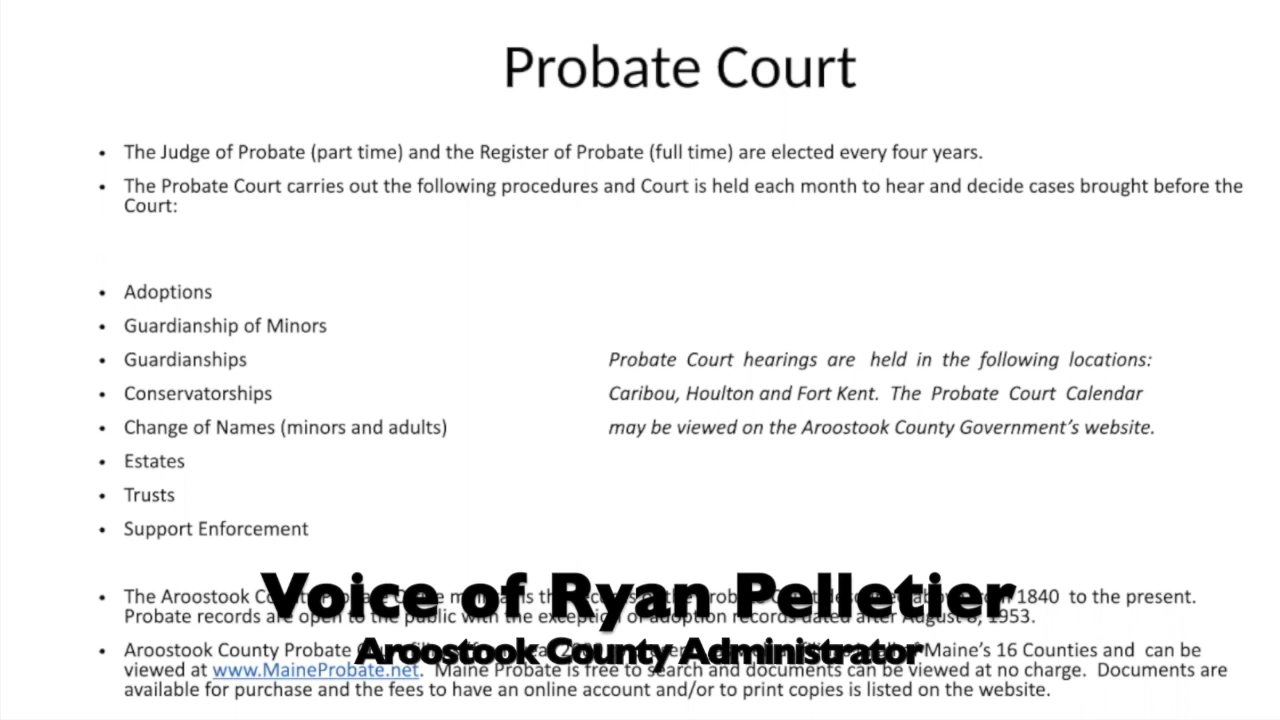 Probate Court
• The Judge of Probate (part time) and the Register of Probate (full time) are elected every four years.
• The Probate Court carries out the following procedures and Court is held each month to hear and decide cases brought before the
Court:
• Adoptions
• Guardianship of Minors
• Guardianships
• Conservatorships
• Change of Names (minors and adults)
• Estates
• Trusts
• Support Enforcement
Probate Court hearings are held in the following locations:
Caribou, Houlton and Fort Kent. The Probate Court Calendar
may be viewed on the Aroostook County Government's website.
• The Aroostook 1840 to the present.
Probate records are open to the public with the exception of adoption records dated after August 8, 1953.
• Aroostook County Probate Maine's 16 Counties and can be
viewed at www.MaineProbate.net. Maine Probate is free to search and documents can be viewed at no charge. Documents are
available for purchase and the fees to have an online account and/or to print copies is listed on the website.
Voice of Ryan Pelletier
Aroostook County Administrator